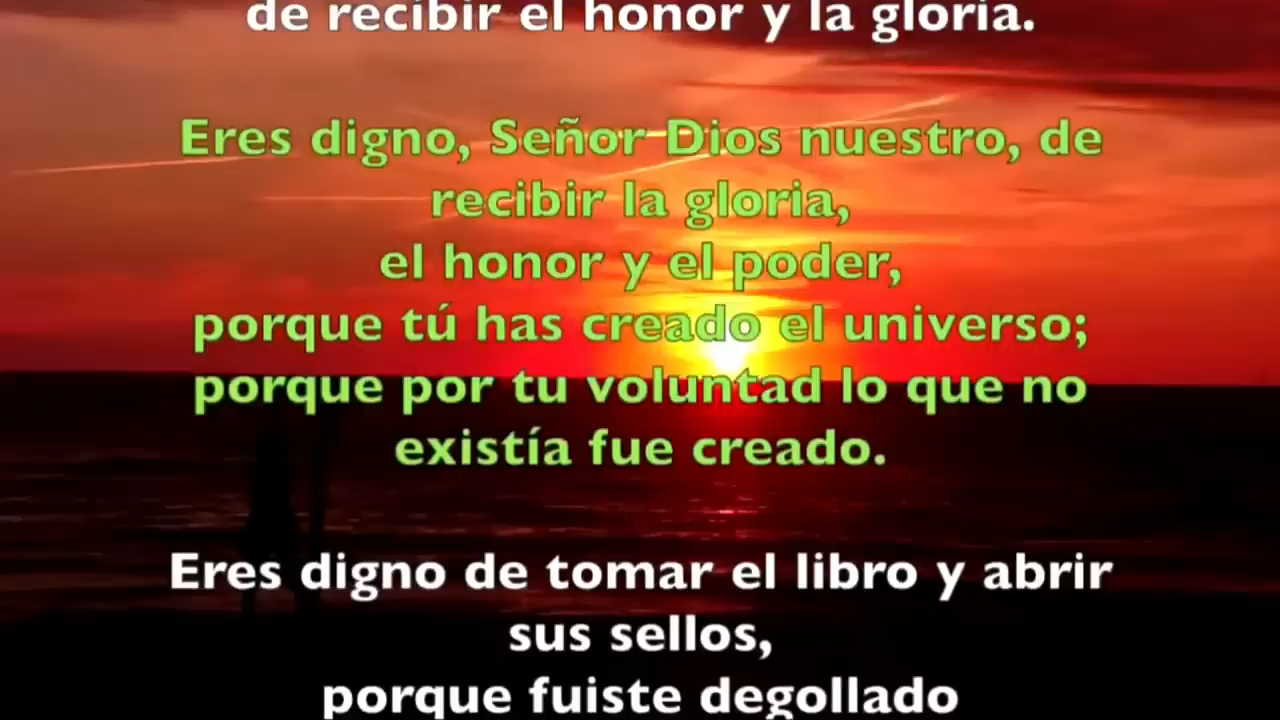 de recibir el honor y la gloria.
Eres digno, Señor Dios nuestro, de
recibir la gloria,
el honor y el poder,
porque tú has creado el universo;
porque por tu voluntad lo que no
existía fue creado.
Eres digno de tomar el libro y abrir
sus sellos,
porque fuiste degollado